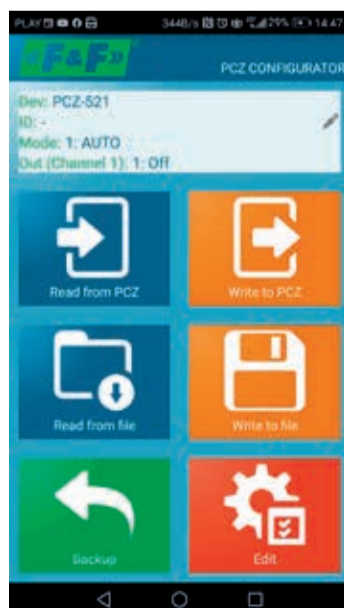 PLAY 344B/s 29% 14:47
«F&F»
PCZ CONFIGURATOR
Dev: PCZ-521
ID: -
Mode: 1: AUTO
Out (Channel 1): 1: Off
Read from PCZ
Write to PCZ
Read from file
Write to file
Backup
Edit